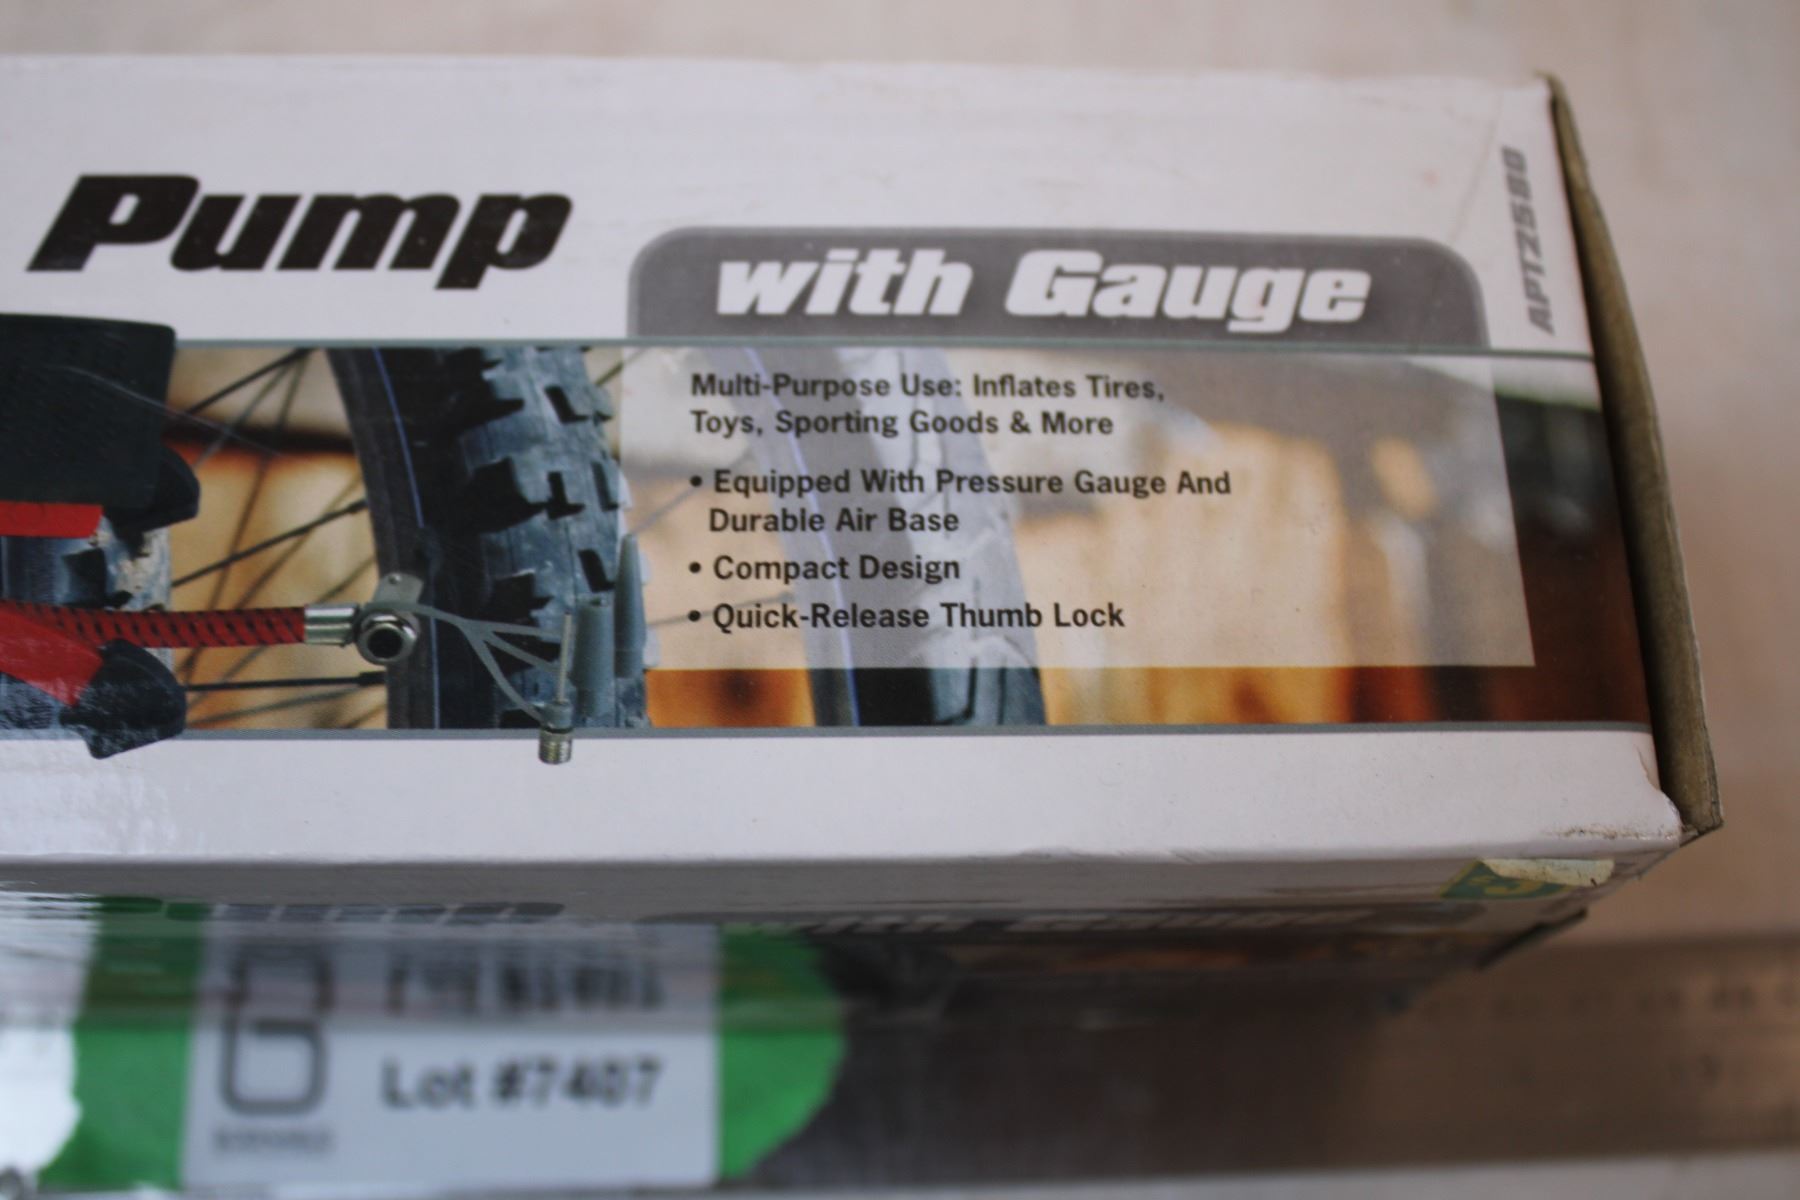 Pump
with Gauge
APT2580
Multi-Purpose Use: Inflates Tires,
Toys, Sporting Goods & More
• Equipped With Pressure Gauge And
Durable Air Base
• Compact Design
• Quick-Release Thumb Lock
Lot #7407